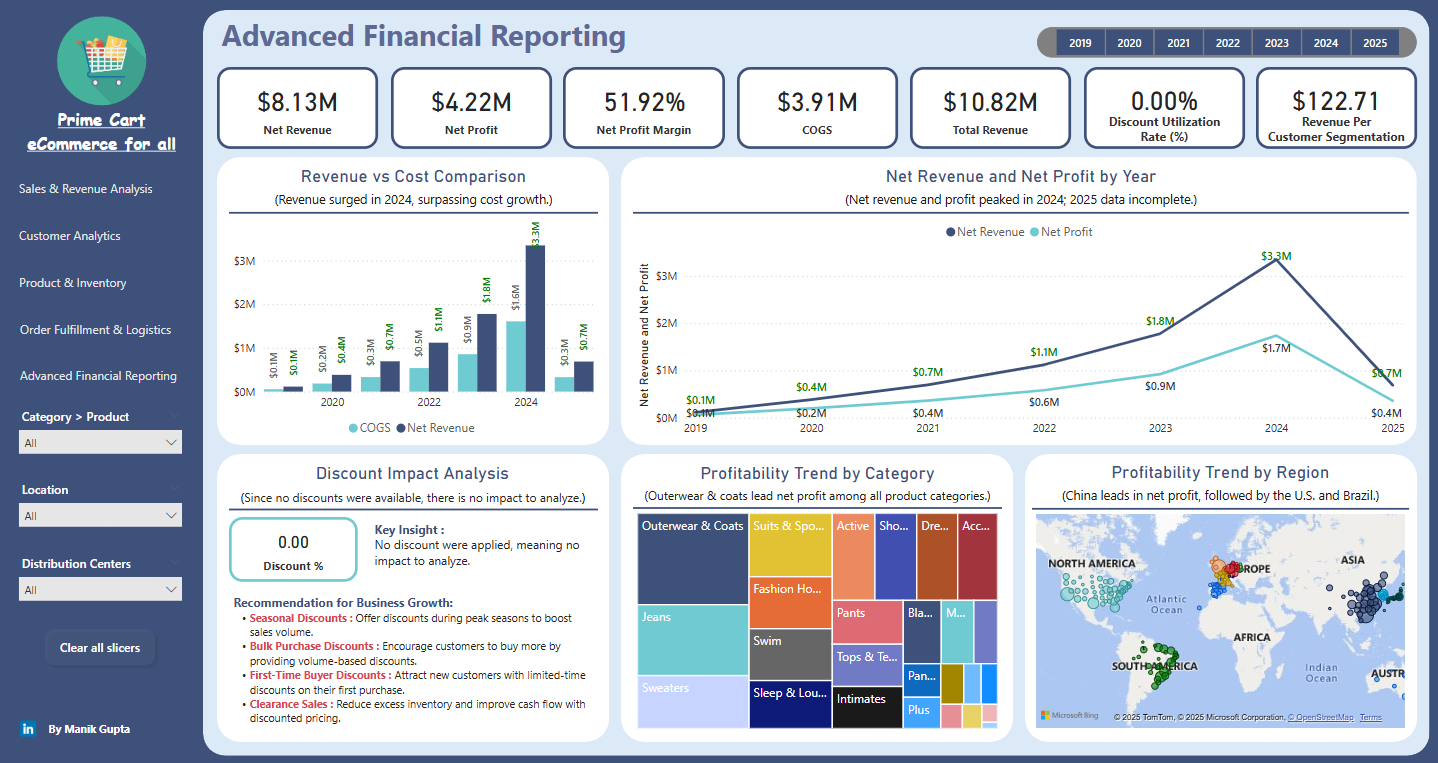 Prime Cart
eCommerce for all
Sales & Revenue Analysis
Customer Analytics
Product & Inventory
Order Fulfillment & Logistics
Advanced Financial Reporting
Category > Product
All
Location
All
Distribution Centers
All
Clear all slicers
in
By Manik Gupta
Advanced Financial Reporting
2019 2020 2021 2022 2023 2024 2025
$8.13M
Net Revenue
$4.22M
Net Profit
51.92%
Net Profit Margin
$3.91M
COGS
$10.82M
Total Revenue
0.00%
Discount Utilization
Rate (%)
$122.71
Revenue Per
Customer Segmentation
Revenue vs Cost Comparison
(Revenue surged in 2024, surpassing cost growth.)
$3M
$2M
$1M
$0M
$0.1M
$0.1M
$0.2M
$0.4M
$0.3M
$0.7M
$0.5M
$1.1M
$0.9M
$1.8M
$1.6M
$3.3M
$0.3M
$0.7M
2020 2022 2024
COGS Net Revenue
Net Revenue and Net Profit by Year
(Net revenue and profit peaked in 2024; 2025 data incomplete.)
Net Revenue Net Profit
Net Revenue and Net Profit
$3M
$2M
$1M
$0M
$0.1M
$0.4M
$0.7M
$1.1M
$1.8M
$3.3M
$0.7M
$0.1M
$0.2M
$0.4M
$0.6M
$0.9M
$1.7M
$0.4M
2019 2020 2021 2022 2023 2024 2025
Discount Impact Analysis
(Since no discounts were available, there is no impact to analyze.)
0.00
Discount %
Key Insight :
No discount were applied, meaning no
impact to analyze.
Recommendation for Business Growth:
• Seasonal Discounts : Offer discounts during peak seasons to boost
sales volume.
• Bulk Purchase Discounts : Encourage customers to buy more by
providing volume-based discounts.
• First-Time Buyer Discounts : Attract new customers with limited-time
discounts on their first purchase.
• Clearance Sales : Reduce excess inventory and improve cash flow with
discounted pricing.
Profitability Trend by Category
(Outerwear & coats lead net profit among all product categories.)
Outerwear & Coats
Jeans
Sweaters
Suits & Spo...
Fashion Ho...
Swim
Sleep & Lou...
Active
Sho...
Dre...
Acc...
Pants
Tops & Te...
Intimates
Bla...
M...
Pan...
Plus
Profitability Trend by Region
(China leads in net profit, followed by the U.S. and Brazil.)
NORTH AMERICA
ROPE
ASIA
Atlantic
Ocean
AFRICA
SOUTH AMERICA
Indian
Ocean
AUSTR
Microsoft Bing
© 2025 TomTom, © 2025 Microsoft Corporation, © OpenStreetMap Terms